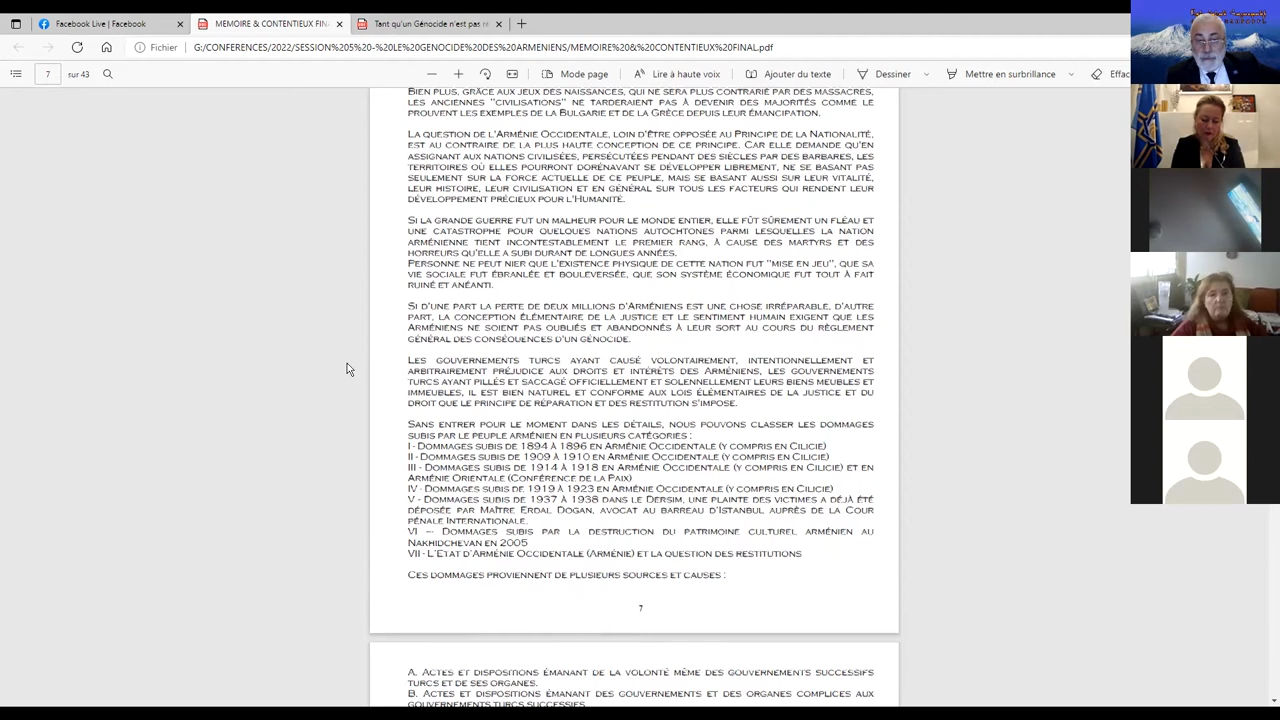 Facebook Live | Facebook
MEMOIRE & CONTENTIEUX FIN
Tant qu'un Génocide n'est pas re
Fichier
G:/CONFERENCES/2022/SESSION%205%20-%20LE%20GENOCIDE%20DES%20ARMENIENS/MEMOIRE%20&%20CONTENTIEUX%20FINAL.pdf
7
sur 43
Mode page
Lire à haute voix
Ajouter du texte
Dessiner
Mettre en surbrillance
Effac
BIEN PLUS, GRÂCE AUX JEUX DES NAISSANCES, QUI NE SERA PLUS CONTRARIÉ PAR DES MASSACRES,
LES ANCIENNES "CIVILISATIONS" NE TARDERAIENT PAS À DEVENIR DES MAJORITÉS COMME LE
PROUVENT LES EXEMPLES DE LA BULGARIE ET DE LA GRÈCE DEPUIS LEUR ÉMANCIPATION.
LA QUESTION DE L'ARMÉNIE OCCIDENTALE, LOIN D'ÊTRE OPPOSÉE AU PRINCIPE DE LA NATIONALITÉ,
EST AU CONTRAIRE DE LA PLUS HAUTE CONCEPTION DE CE PRINCIPE. CAR ELLE DEMANDE QU'EN
ASSIGNANT AUX NATIONS CIVILISÉES, PERSÉCUTÉES PENDANT DES SIÈCLES PAR DES BARBARES, LES
TERRITOIRES OÙ ELLES POURRONT DORÉNAVANT SE DÉVELOPPER LIBREMENT, NE SE BASANT PAS
SEULEMENT SUR LA FORCE ACTUELLE DE CE PEUPLE, MAIS SE BASANT AUSSI SUR LEUR VITALITÉ,
LEUR HISTOIRE, LEUR CIVILISATION ET EN GÉNÉRAL SUR TOUS LES FACTEURS QUI RENDENT LEUR
DÉVELOPPEMENT PRÉCIEUX POUR L'HUMANITÉ.
SI LA GRANDE GUERRE FUT UN MALHEUR POUR LE MONDE ENTIER, ELLE FÛT SÛREMENT UN FLÉAU ET
UNE CATASTROPHE POUR QUELQUES NATIONS AUTOCHTONES PARMI LESQUELLES LA NATION
ARMÉNIENNE TIENT INCONTESTABLEMENT LE PREMIER RANG, À CAUSE DES MARTYRS ET DES
HORREURS QU'ELLE A SUBI DURANT DE LONGUES ANNÉES.
PERSONNE NE PEUT NIER QUE L'EXISTENCE PHYSIQUE DE CETTE NATION FUT "MISE EN JEU", QUE SA
VIE SOCIALE FUT ÉBRANLÉE ET BOULEVERSÉE, QUE SON SYSTÈME ÉCONOMIQUE FUT TOUT À FAIT
RUINÉ ET ANÉANTI.
SI D'UNE PART LA PERTE DE DEUX MILLIONS D'ARMÉNIENS EST UNE CHOSE IRRÉPARABLE, D'AUTRE
PART, LA CONCEPTION ÉLÉMENTAIRE DE LA JUSTICE ET LE SENTIMENT HUMAIN EXIGENT QUE LES
ARMÉNIENS NE SOIENT PAS OUBLIÉS ET ABANDONNÉS À LEUR SORT AU COURS DU RÈGLEMENT
GÉNÉRAL DES CONSÉQUENCES D'UN GÉNOCIDE.
LES GOUVERNEMENTS TURCS AYANT CAUSÉ VOLONTAIREMENT, INTENTIONNELLEMENT ET
ARBITRAIREMENT PRÉJUDICE AUX DROITS ET INTÉRÊTS DES ARMÉNIENS, LES GOUVERNEMENTS
TURCS AYANT PILLÉS ET SACCAGÉ OFFICIELLEMENT ET SOLENNELLEMENT LEURS BIENS MEUBLES ET
IMMEUBLES, IL EST BIEN NATUREL ET CONFORME AUX LOIS ÉLÉMENTAIRES DE LA JUSTICE ET DU
DROIT QUE LE PRINCIPE DE RÉPARATION ET DES RESTITUTION S'IMPOSE.
SANS ENTRER POUR LE MOMENT DANS LES DÉTAILS, NOUS POUVONS CLASSER LES DOMMAGES
SUBIS PAR LE PEUPLE ARMÉNIEN EN PLUSIEURS CATÉGORIES :
I- DOMMAGES SUBIS DE 1894 À 1896 EN ARMÉNIE OCCIDENTALE (Y COMPRIS EN CILICIE)
II - DOMMAGES SUBIS DE 1909 À 1910 EN ARMÉNIE OCCIDENTALE (Y COMPRIS EN CILICIE)
III - DOMMAGES SUBIS DE 1914 À 1918 EN ARMÉNIE OCCIDENTALE (Y COMPRIS EN CILICIE) ET EN
ARMÉNIE ORIENTALE (CONFÉRENCE DE LA PAIX)
IV - DOMMAGES SUBIS DE 1919 À 1923 EN ARMÉNIE OCCIDENTALE (Y COMPRIS EN CILICIE)
V - DOMMAGES SUBIS DE 1937 À 1938 DANS LE DERSIM, UNE PLAINTE DES VICTIMES A DÉJÀ ÉTÉ
DÉPOSÉE PAR MAÎTRE ERDAL DOGAN, AVOCAT AU BARREAU D'ISTANBUL AUPRÈS DE LA COUR
PÉNALE INTERNATIONALE.
VI – DOMMAGES SUBIS PAR LA DESTRUCTION DU PATRIMOINE CULTUREL ARMÉNIEN AU
NAKHIDCHEVAN EN 2005
VII - L'ETAT D'ARMÉNIE OCCIDENTALE (ARMÉNIE) ET LA QUESTION DES RESTITUTIONS
CES DOMMAGES PROVIENNENT DE PLUSIEURS SOURCES ET CAUSES :
7
A. ACTES ET DISPOSITIONS ÉMANANT DE LA VOLONTÉ MÊME DES GOUVERNEMENTS SUCCESSIFS
TURCS ET DE SES ORGANES.
B. ACTES ET DISPOSITIONS ÉMANANT DES GOUVERNEMENTS ET DES ORGANES COMPLICES AUX
GOUVERNEMENTS TURCS SUCCESSIFS.